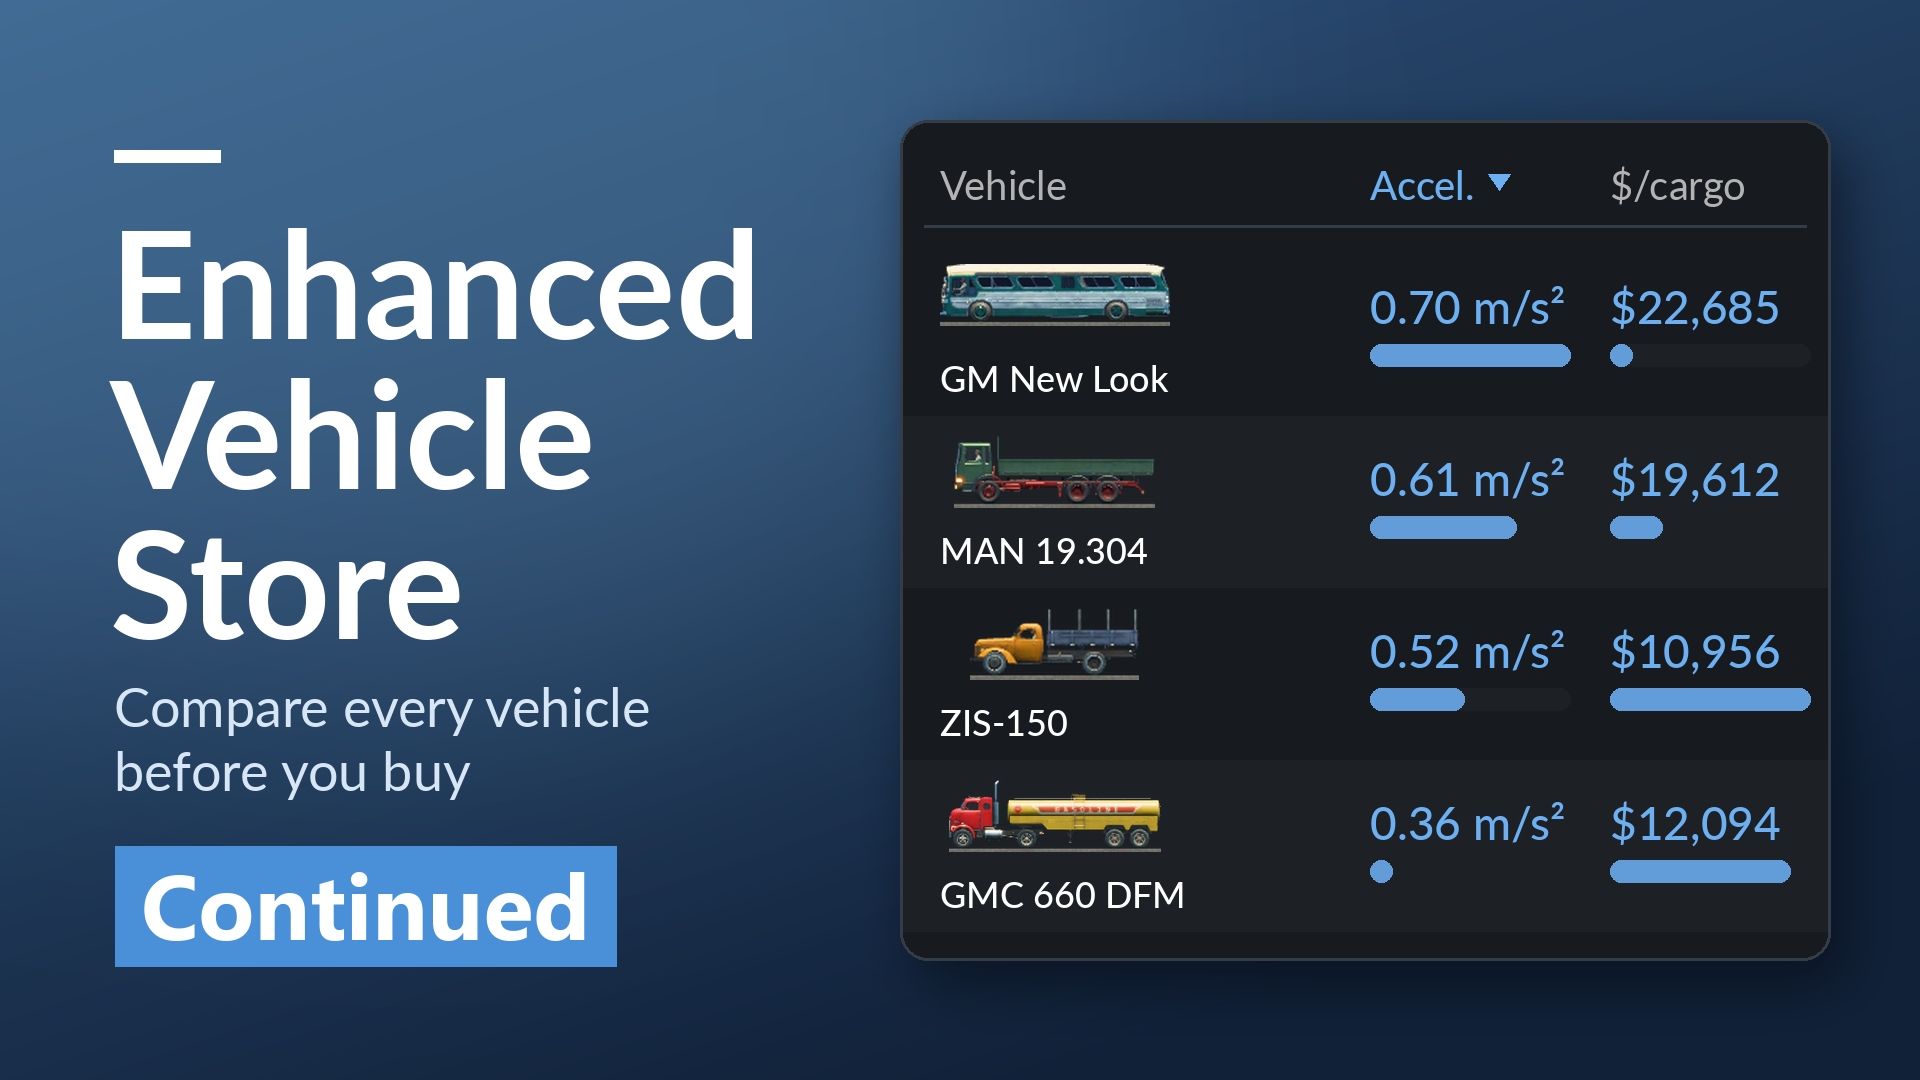 Enhanced
Vehicle
Store
Compare every vehicle
before you buy
Continued
Vehicle Accel. ▼ $/cargo
0.70 m/s² $22,685
GM New Look
0.61 m/s² $19,612
MAN 19.304
0.52 m/s² $10,956
ZIS-150
GASOLINE
0.36 m/s² $12,094
GMC 660 DFM